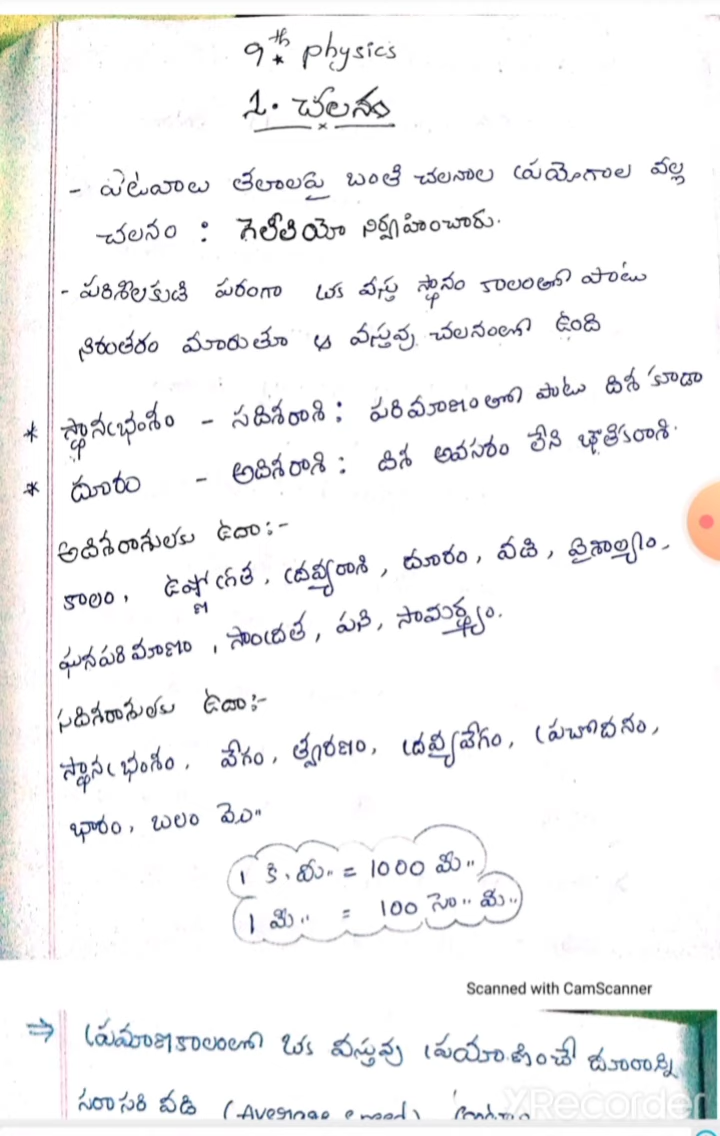 9th physics
1. చలనం
- ఏటవాలు తలాలపై బంతి చలనాల ప్రయోగాల వల్ల
చలనం : గెలీలియో నిర్వహించారు.
- పరిశీలకుడి పరంగా ఒక వస్తు స్థానం కాలంతో పాటు
నిరంతరం మారుతూ ఆ వస్తువు చలనంలో ఉంది
* స్థానభ్రంశం - సదిశరాశి : పరిమాణంతో పాటు దిశ కూడా
* దూరం - అదిశరాశి : దిశ అవసరం లేని భౌతికరాశి.
అదిశరాశులకు ఉదా :-
కాలం, ఉష్ణోగ్రత, ద్రవ్యరాశి, దూరం, వడి, వైశాల్యం,
ఘనపరిమాణం, సాంద్రత, పని, సామర్థ్యం.
సదిశరాశులకు ఉదా :-
స్థానభ్రంశం, వేగం, త్వరణం, ద్రవ్యవేగం, ప్రచోదనం,
భారం, బలం మొ"
1 కి.మీ" = 1000 మీ"
1 మీ" = 100 సెం"మీ"
Scanned with CamScanner
⇒ ప్రమాణకాలంలో ఒక వస్తువు ప్రయాణించే దూరాన్ని
సరాసరి వడి (Average speed)
XRecorder